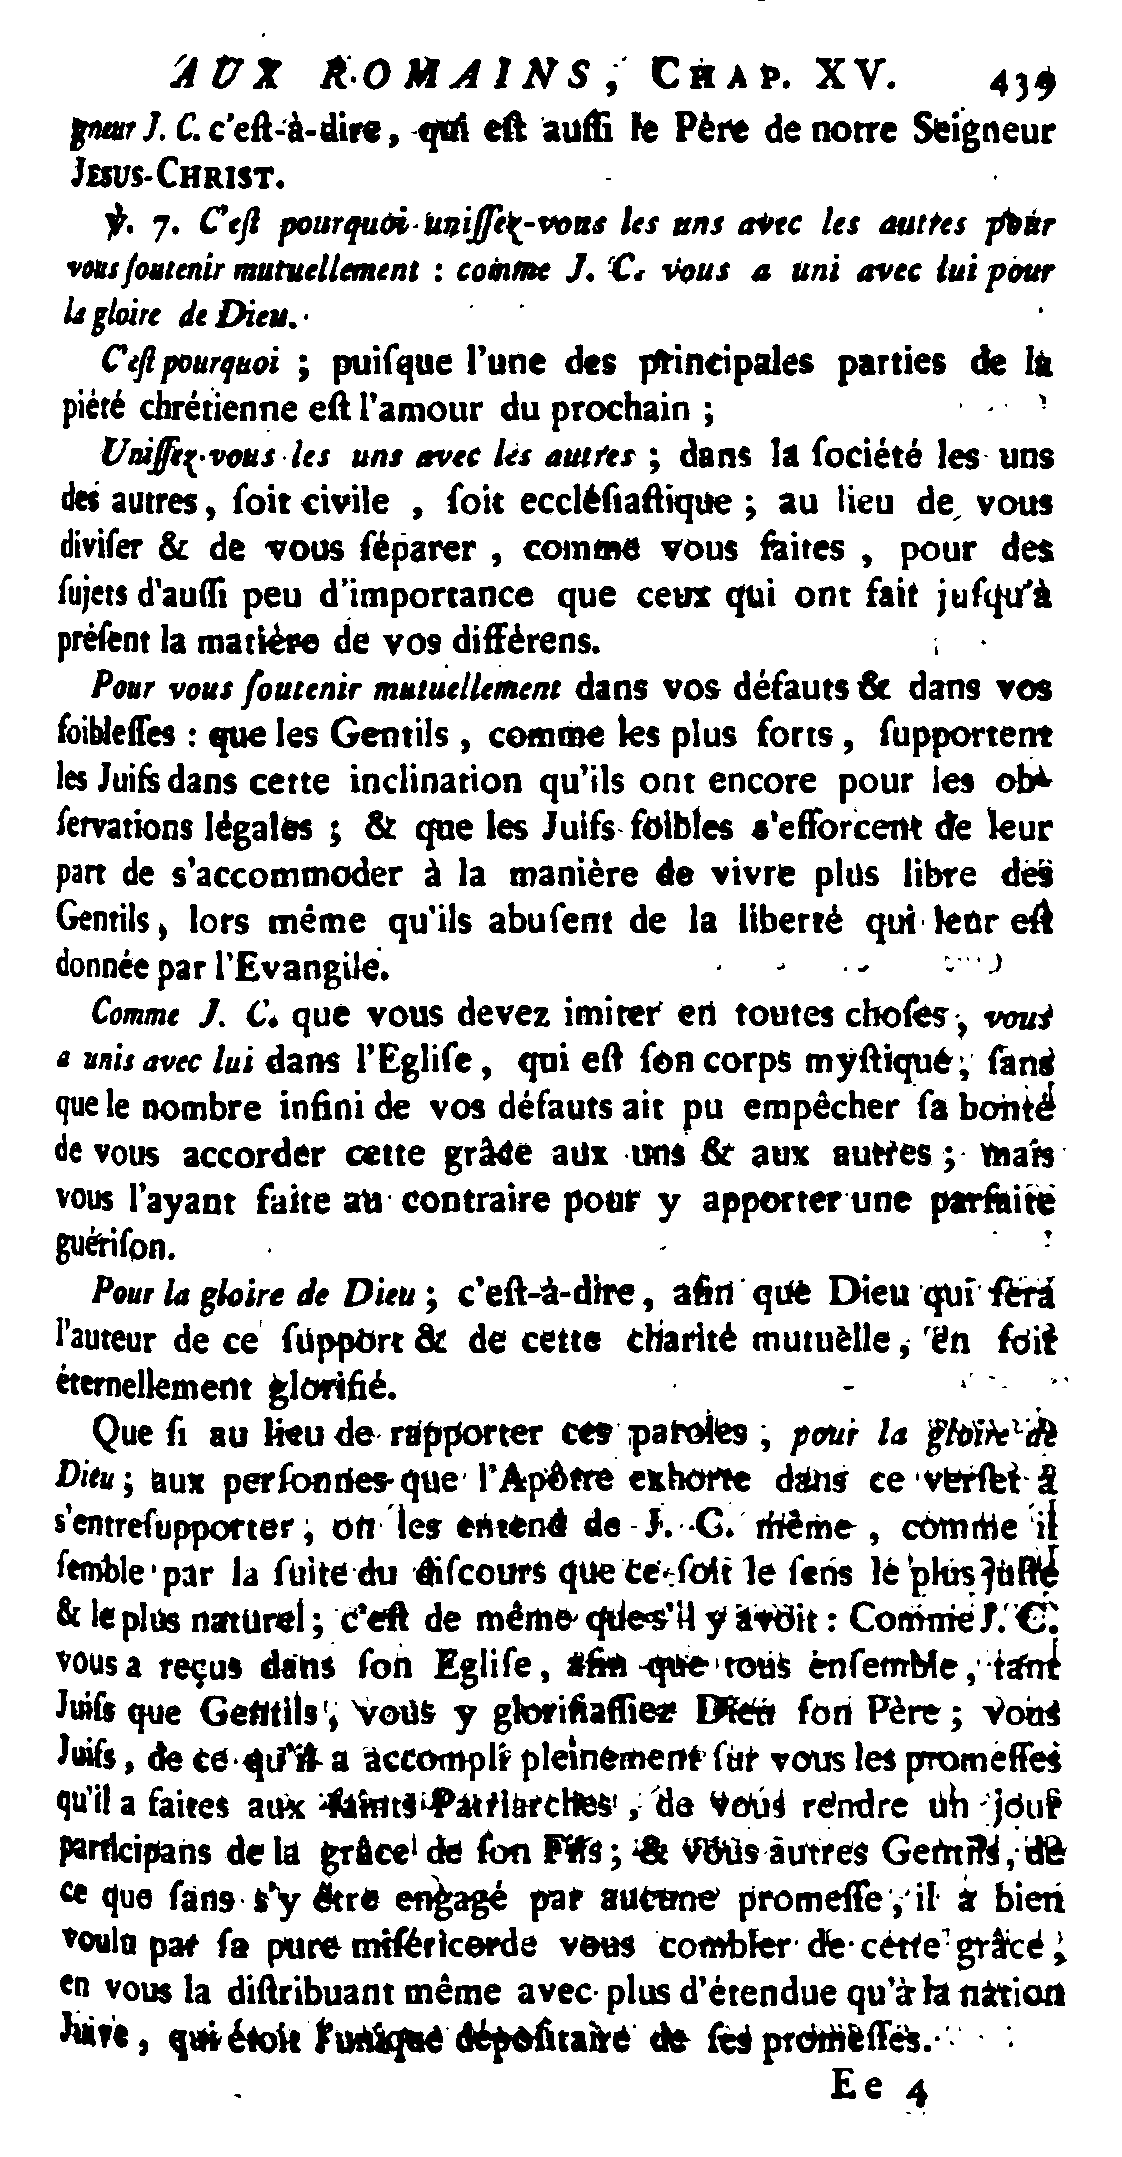 AUX ROMAINS, CHAP. XV. 439
gneur J. C. c'eſt-à-dire, qui eſt auſſi le Père de notre Seigneur
JESUS-CHRIST.
℣. 7. C'eſt pourquoi uniſſez-vous les uns avec les autres pour
vous ſoutenir mutuellement : comme J. C. vous a uni avec lui pour
la gloire de Dieu.
C'eſt pourquoi ; puiſque l'une des principales parties de la
piété chrétienne eſt l'amour du prochain ;
Uniſſez-vous les uns avec les autres ; dans la ſociété les uns
des autres, ſoit civile , ſoit eccléſiaſtique ; au lieu de vous
diviſer & de vous ſéparer , comme vous faites , pour des
ſujets d'auſſi peu d'importance que ceux qui ont fait juſqu'à
préſent la matière de vos différens.
Pour vous ſoutenir mutuellement dans vos défauts & dans vos
foibleſſes : que les Gentils , comme les plus forts , ſupportent
les Juifs dans cette inclination qu'ils ont encore pour les ob-
ſervations légales ; & que les Juifs foibles s'efforcent de leur
part de s'accommoder à la manière de vivre plus libre des
Gentils, lors même qu'ils abuſent de la liberté qui leur eſt
donnée par l'Evangile.
Comme J. C. que vous devez imiter en toutes choſes, vous
a unis avec lui dans l'Egliſe, qui eſt ſon corps myſtique, ſans
que le nombre infini de vos défauts ait pu empêcher ſa bonté
de vous accorder cette grâce aux uns & aux autres ; mais
vous l'ayant faite au contraire pour y apporter une parfaite
guériſon.
Pour la gloire de Dieu ; c'eſt-à-dire, afin que Dieu qui ſera
l'auteur de ce ſupport & de cette charité mutuèlle, en ſoit
éternellement glorifié.
Que ſi au lieu de rapporter ces paroles ; pour la gloire de
Dieu ; aux perſonnes que l'Apôtre exhorte dans ce verſet à
s'entreſupporter, on les entend de J. C. même , comme il
ſemble par la ſuite du diſcours que ce ſoit le ſens le plus juſte
& le plus naturel ; c'eſt de même que s'il y avoit : Comme J. C.
vous a reçus dans ſon Egliſe, afin que tous enſemble, tant
Juifs que Gentils, vous y glorifiaſſiez Dieu ſon Père ; vous
Juifs, de ce qu'il a accompli pleinement ſur vous les promeſſes
qu'il a faites aux ſaints Patriarches, de vous rendre un jour
participans de la grâce de ſon Fils ; & vous autres Gentils, de
ce que ſans s'y être engagé par aucune promeſſe, il a bien
voulu par ſa pure miſéricorde vous combler de cette grâce,
en vous la diſtribuant même avec plus d'étendue qu'à la nation
Juive, qui étoit l'unique dépoſitaire de ſes promeſſes.
Ee 4